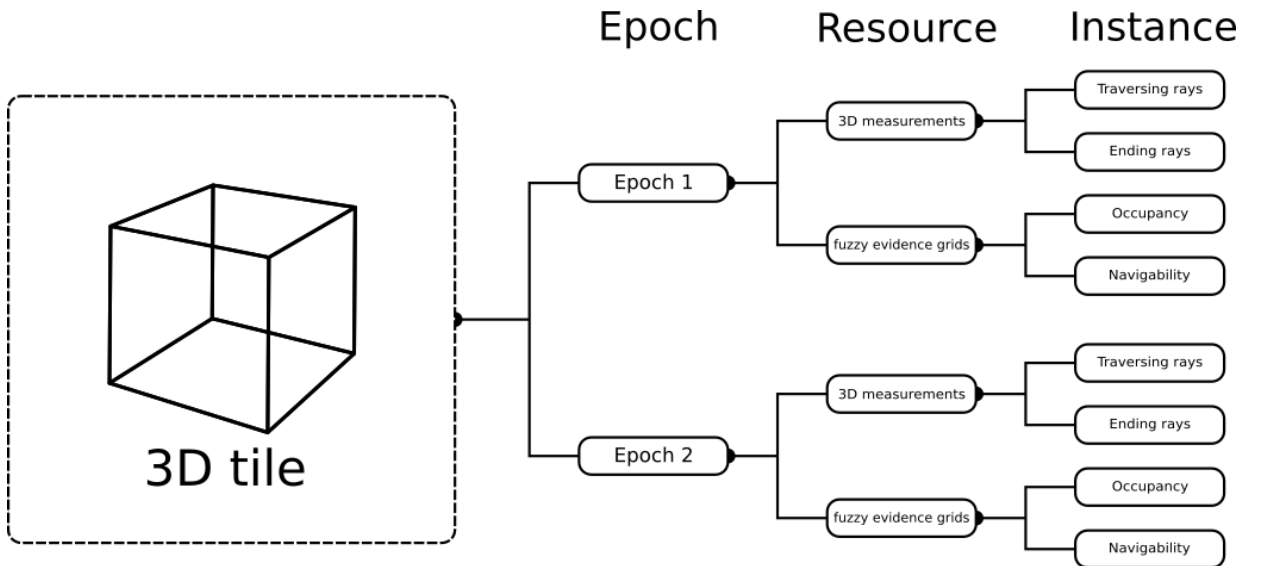 Epoch
Resource
Instance
3D tile
Epoch 1
3D measurements
Traversing rays
Ending rays
fuzzy evidence grids
Occupancy
Navigability
Epoch 2
3D measurements
Traversing rays
Ending rays
fuzzy evidence grids
Occupancy
Navigability